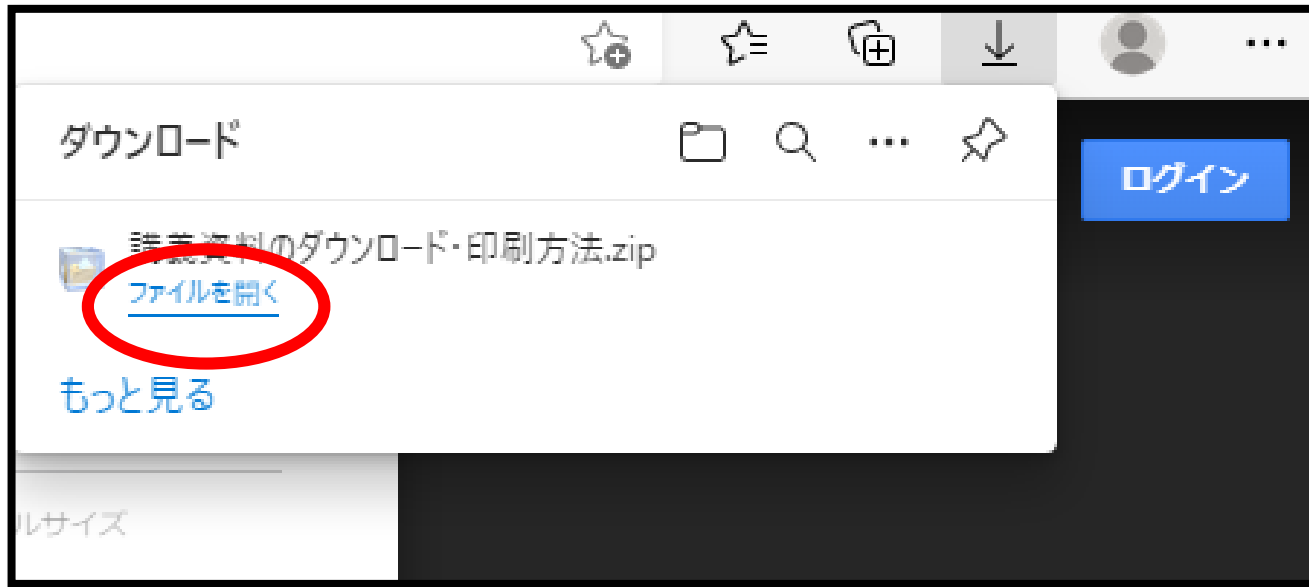 ダウンロード
ログイン
講義資料のダウンロード・印刷方法.zip
ファイルを開く
もっと見る
ルサイズ